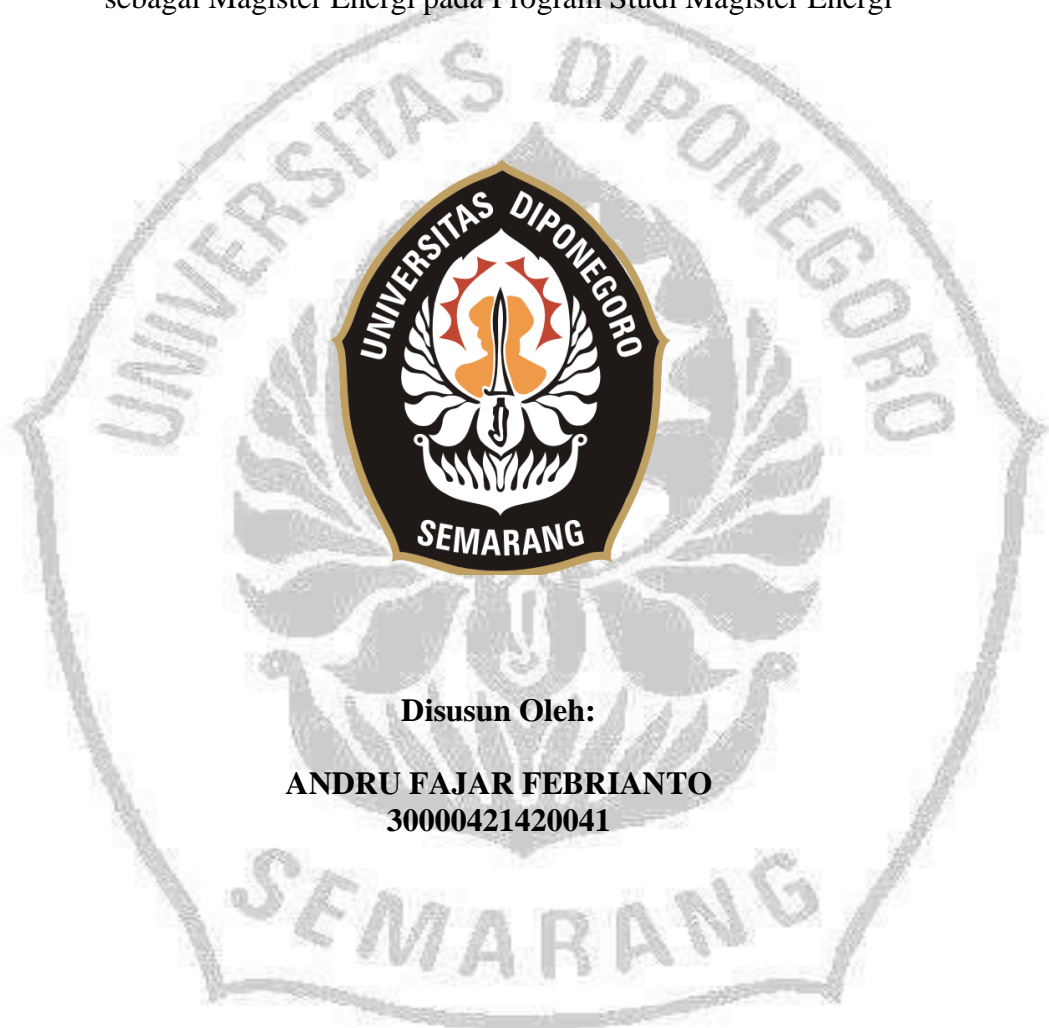 sebagai Magister Energi pada Program Studi Magister Energi
UNIVERSITAS DIPONEGORO
UNIVERSITAS DIPONEGORO
SEMARANG
Disusun Oleh:
ANDRU FAJAR FEBRIANTO
30000421420041
SEMARANG